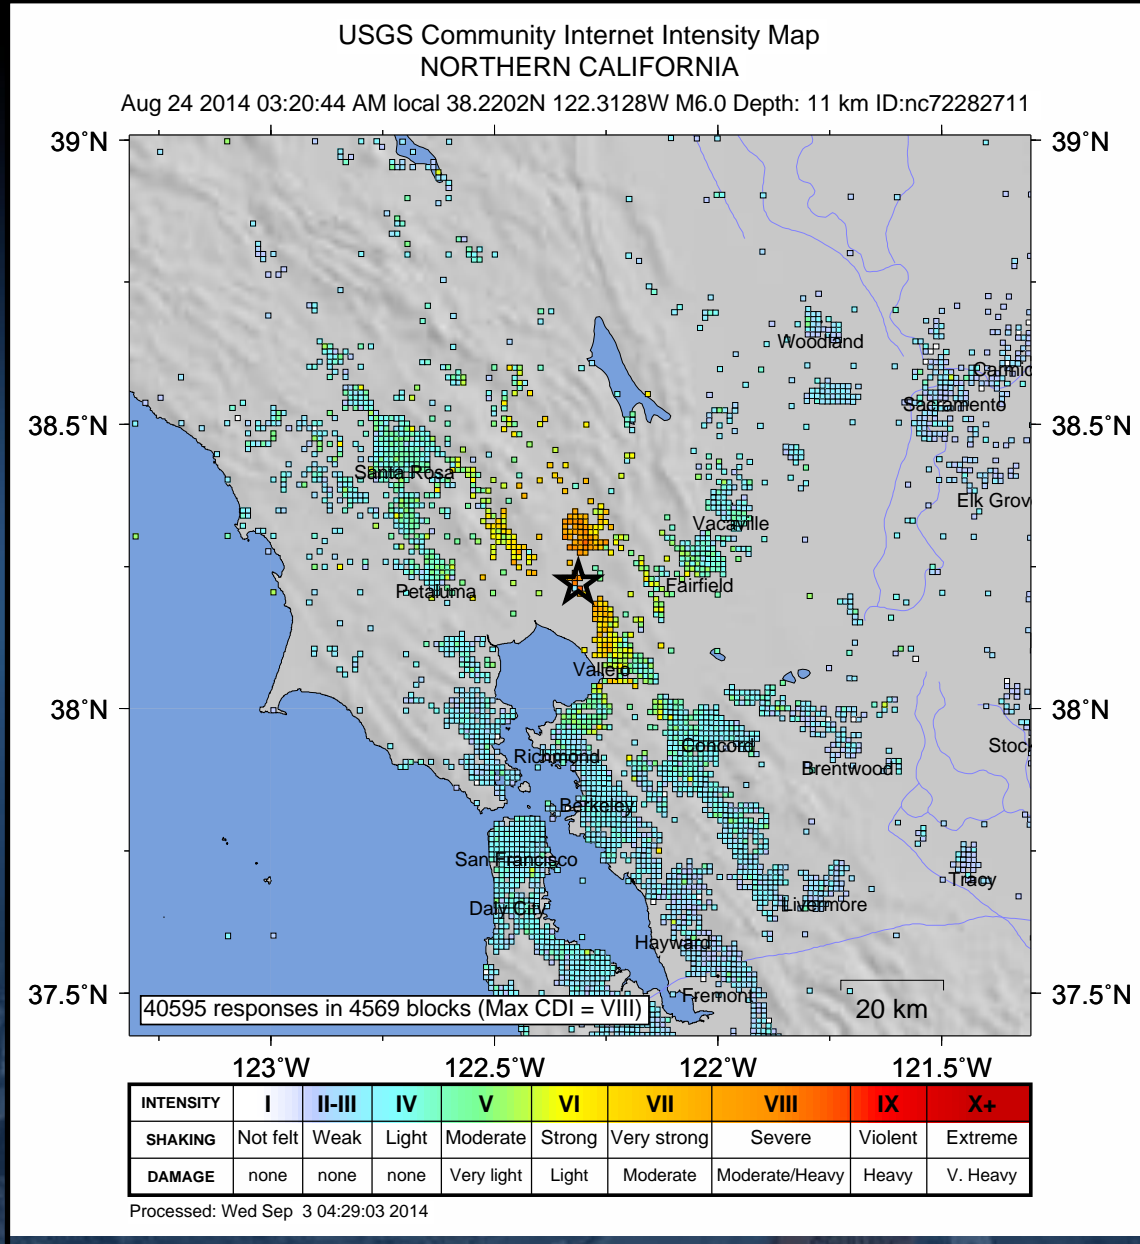 USGS Community Internet Intensity Map
NORTHERN CALIFORNIA
Aug 24 2014 03:20:44 AM local 38.2202N 122.3128W M6.0 Depth: 11 km ID:nc72282711
39˚N 39˚N
Woodland
Carmic
Sacramento
38.5˚N 38.5˚N
Santa Rosa
Elk Grov
Vacaville
Petaluma Fairfield
Vallejo
38˚N 38˚N
Concord Stock
Richmond
Brentwood
Berkeley
San Francisco
Tracy
Daly City Livermore
Hayward
37.5˚N Fremont 37.5˚N
40595 responses in 4569 blocks (Max CDI = VIII)
20 km
123˚W 122.5˚W 122˚W 121.5˚W
INTENSITY I II-III IV V VI VII VIII IX X+
SHAKING Not felt Weak Light Moderate Strong Very strong Severe Violent Extreme
DAMAGE none none none Very light Light Moderate Moderate/Heavy Heavy V. Heavy
Processed: Wed Sep 3 04:29:03 2014